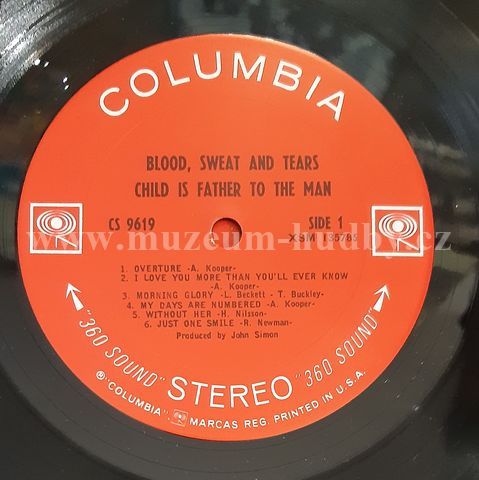 COLUMBIA
BLOOD, SWEAT AND TEARS
CHILD IS FATHER TO THE MAN
CS 9619
SIDE 1
XSM 135785
www.muzeum-hudby.cz
1. OVERTURE -A. Kooper-
2. I LOVE YOU MORE THAN YOU'LL EVER KNOW
-A. Kooper-
3. MORNING GLORY -L. Beckett - T. Buckley-
4. MY DAYS ARE NUMBERED -A. Kooper-
5. WITHOUT HER -H. Nilsson-
6. JUST ONE SMILE -R. Newman-
Produced by John Simon
"360 SOUND" STEREO "360 SOUND"
® "COLUMBIA", MARCAS REG. PRINTED IN U.S.A.